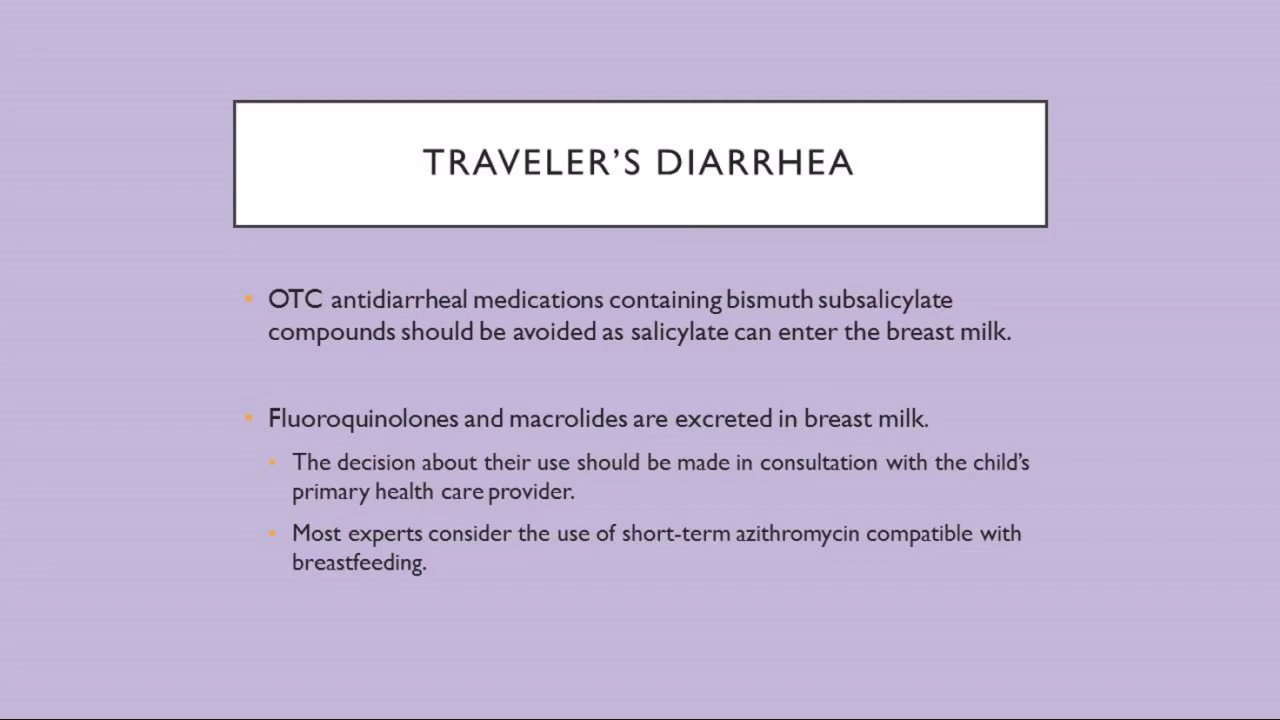 TRAVELER'S DIARRHEA
• OTC antidiarrheal medications containing bismuth subsalicylate
compounds should be avoided as salicylate can enter the breast milk.
• Fluoroquinolones and macrolides are excreted in breast milk.
• The decision about their use should be made in consultation with the child's
primary health care provider.
• Most experts consider the use of short-term azithromycin compatible with
breastfeeding.